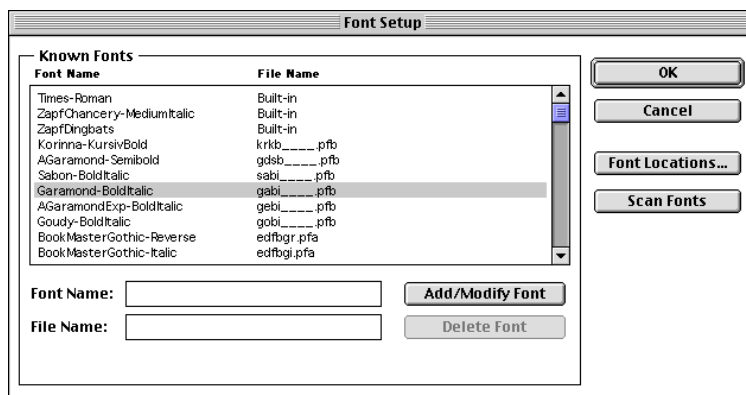 Font Setup
Known Fonts
Font Name File Name
Times-Roman Built-in
ZapfChancery-MediumItalic Built-in
ZapfDingbats Built-in
Korinna-KursivBold krkb____.pfb
AGaramond-Semibold gdsb____.pfb
Sabon-BoldItalic sabi____.pfb
Garamond-BoldItalic gabi____.pfb
AGaramondExp-BoldItalic gebi____.pfb
Goudy-BoldItalic gobi____.pfb
BookMasterGothic-Reverse edfbgr.pfa
BookMasterGothic-Italic edfbgi.pfa
OK
Cancel
Font Locations...
Scan Fonts
Font Name: Add/Modify Font
File Name: Delete Font